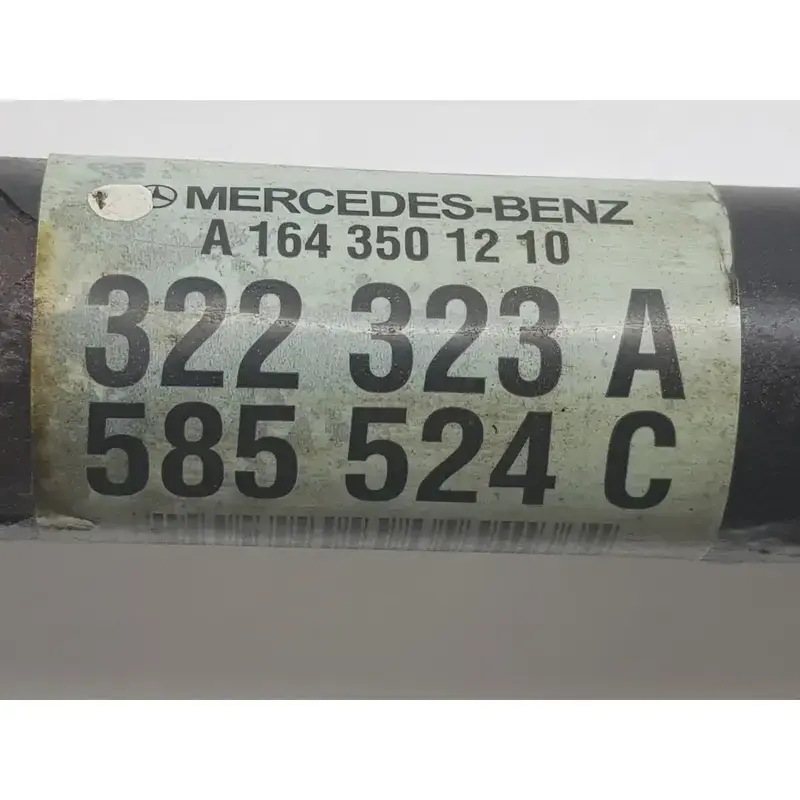 MERCEDES-BENZ
A 164 350 12 10
322 323 A
585 524 C